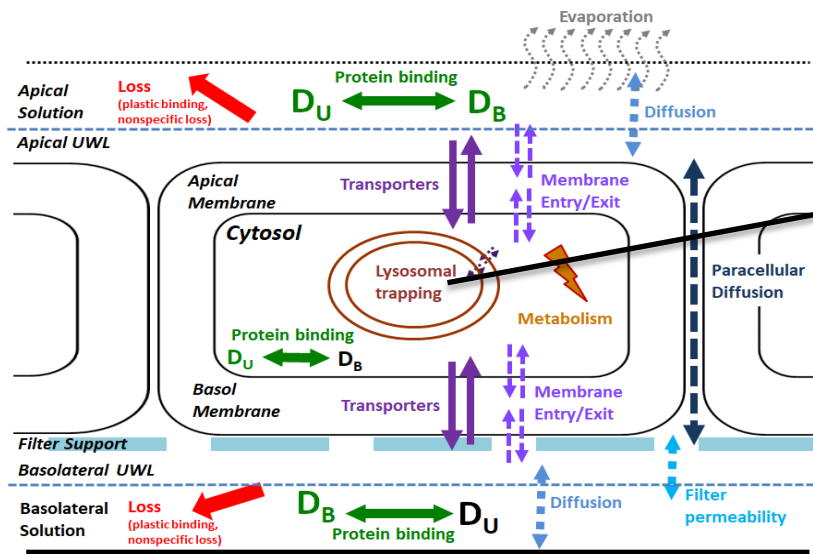 Evaporation
Apical
Solution
Loss
(plastic binding,
nonspecific loss)
Protein binding
DU
DB
Diffusion
Apical UWL
Apical
Membrane
Transporters
Membrane
Entry/Exit
Cytosol
Lysosomal
trapping
Metabolism
Paracellular
Diffusion
Protein binding
DU
DB
Basol
Membrane
Transporters
Membrane
Entry/Exit
Filter Support
Basolateral UWL
Basolateral
Solution
Loss
(plastic binding,
nonspecific loss)
DB
DU
Protein binding
Diffusion
Filter
permeability